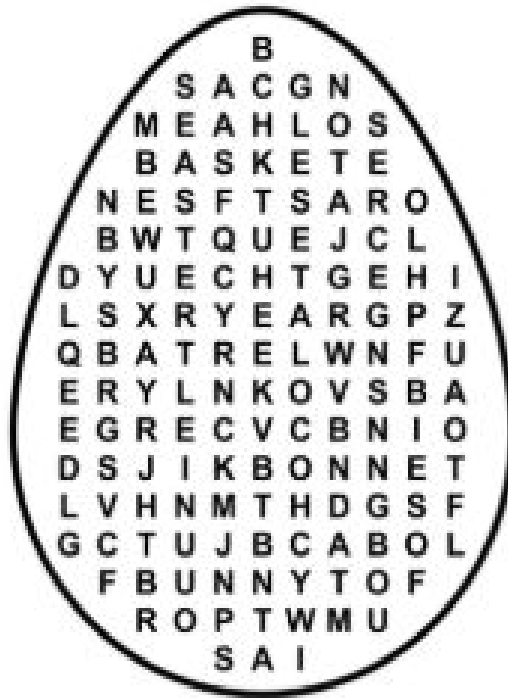 B
S A C G N
M E A H L O S
B A S K E T E
N E S F T S A R O
B W T Q U E J C L
D Y U E C H T G E H I
L S X R Y E A R G P Z
Q B A T R E L W N F U
E R Y L N K O V S B A
E G R E C V C B N I O
D S J I K B O N N E T
L V H N M T H D G S F
G C T U J B C A B O L
F B U N N Y T O F
R O P T W M U
S A I